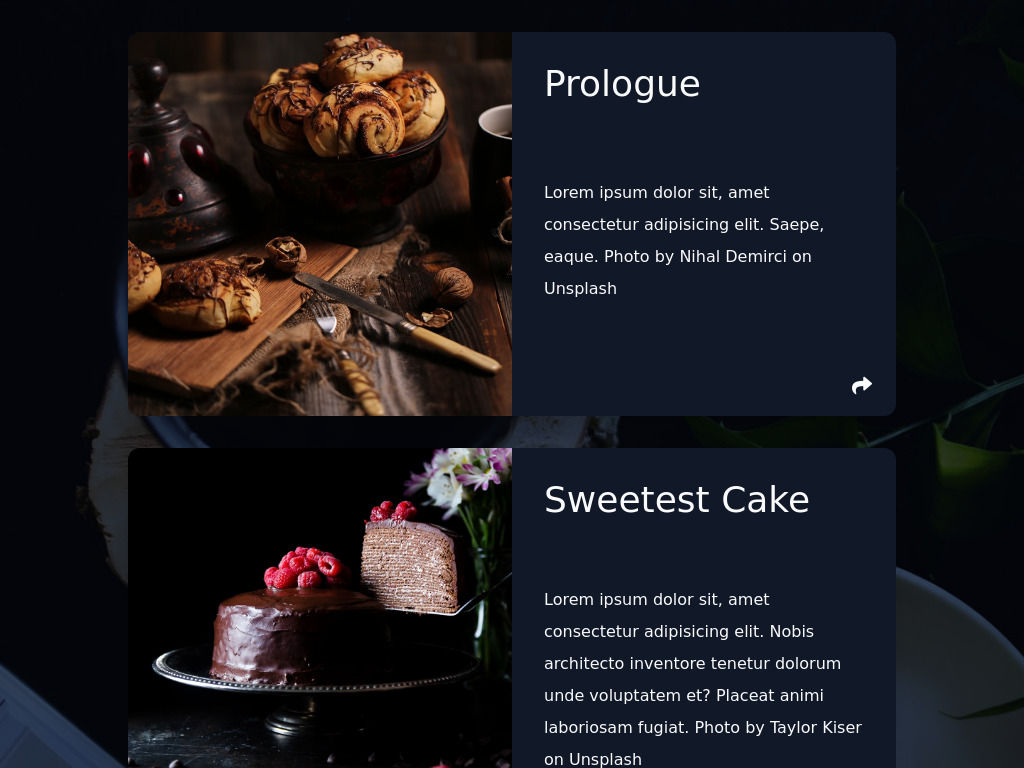 Prologue
Lorem ipsum dolor sit, amet
consectetur adipisicing elit. Saepe,
eaque. Photo by Nihal Demirci on
Unsplash
Sweetest Cake
Lorem ipsum dolor sit, amet
consectetur adipisicing elit. Nobis
architecto inventore tenetur dolorum
unde voluptatem et? Placeat animi
laboriosam fugiat. Photo by Taylor Kiser
on Unsplash